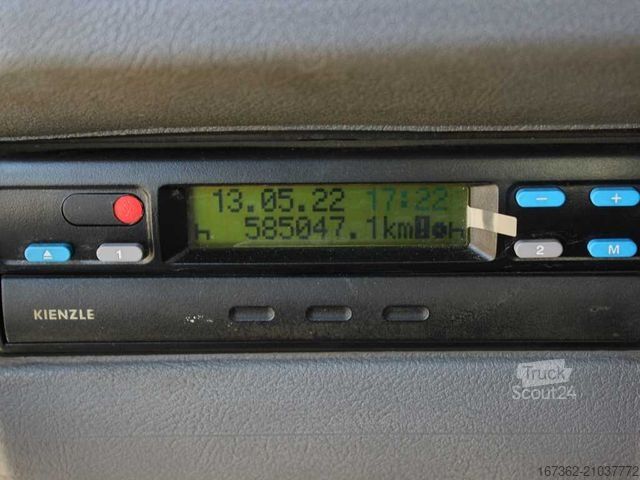 13.05.22 17:22
585047.1km
1
2
M
KIENZLE
Truck
Scout24
167362-21037772